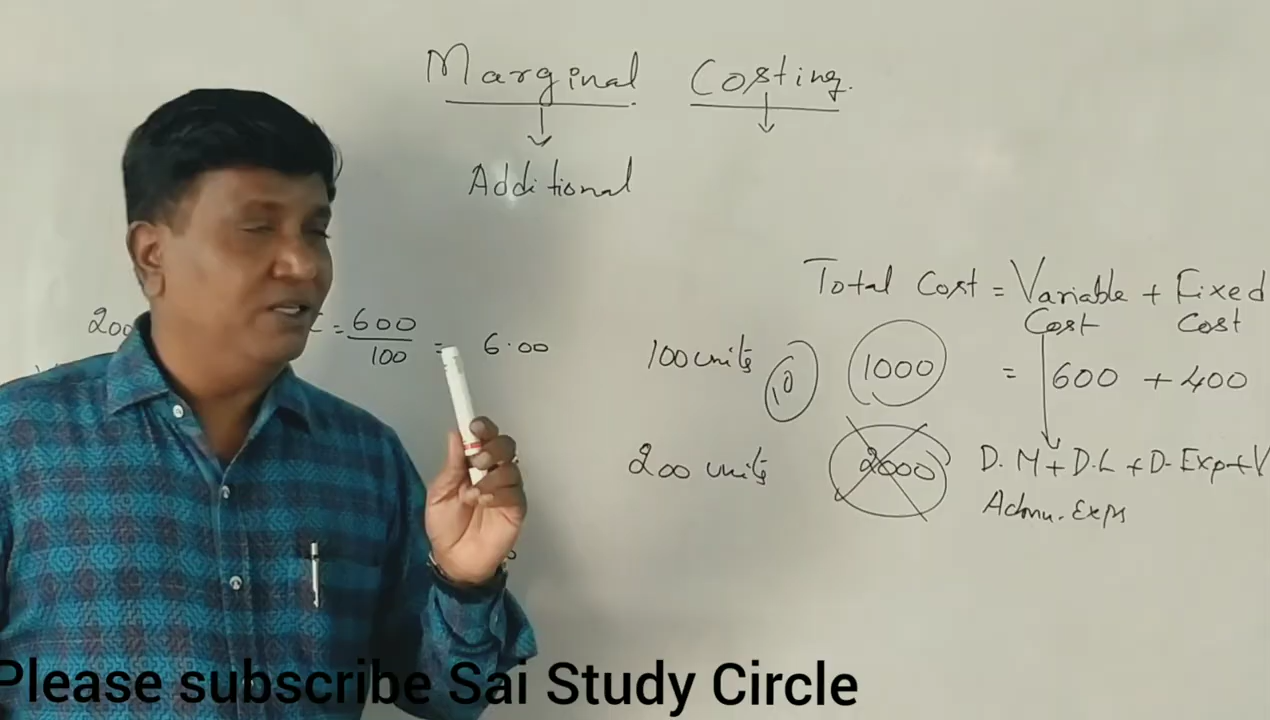 Marginal Costing.
Additional
Total Cost = Variable Cost + Fixed Cost
200
= 600 / 100 = 6.00
100 units 10 1000 = 600 + 400
200 units 2000 D.M + D.L + D-Exp + V
Admn. Exps
Please subscribe Sai Study Circle